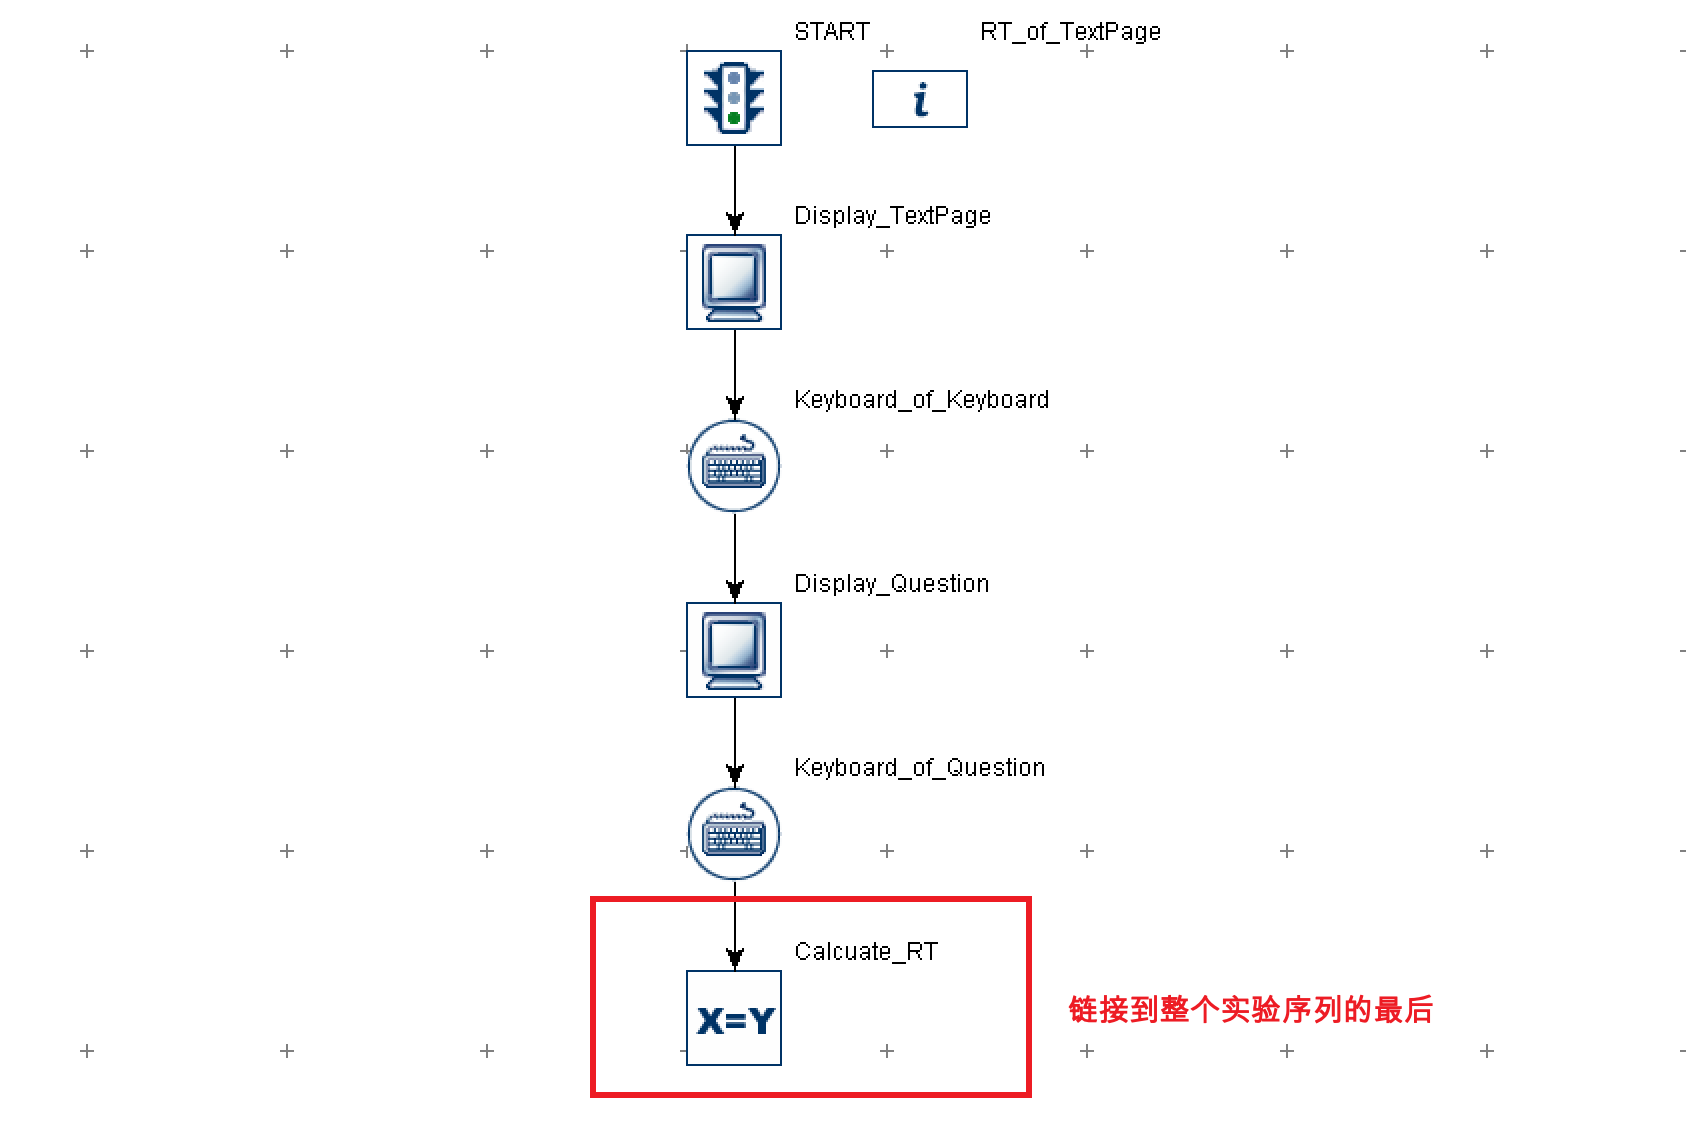 START
RT_of_TextPage
i
Display_TextPage
Keyboard_of_Keyboard
Display_Question
Keyboard_of_Question
Calcuate_RT
X=Y
链接到整个实验序列的最后